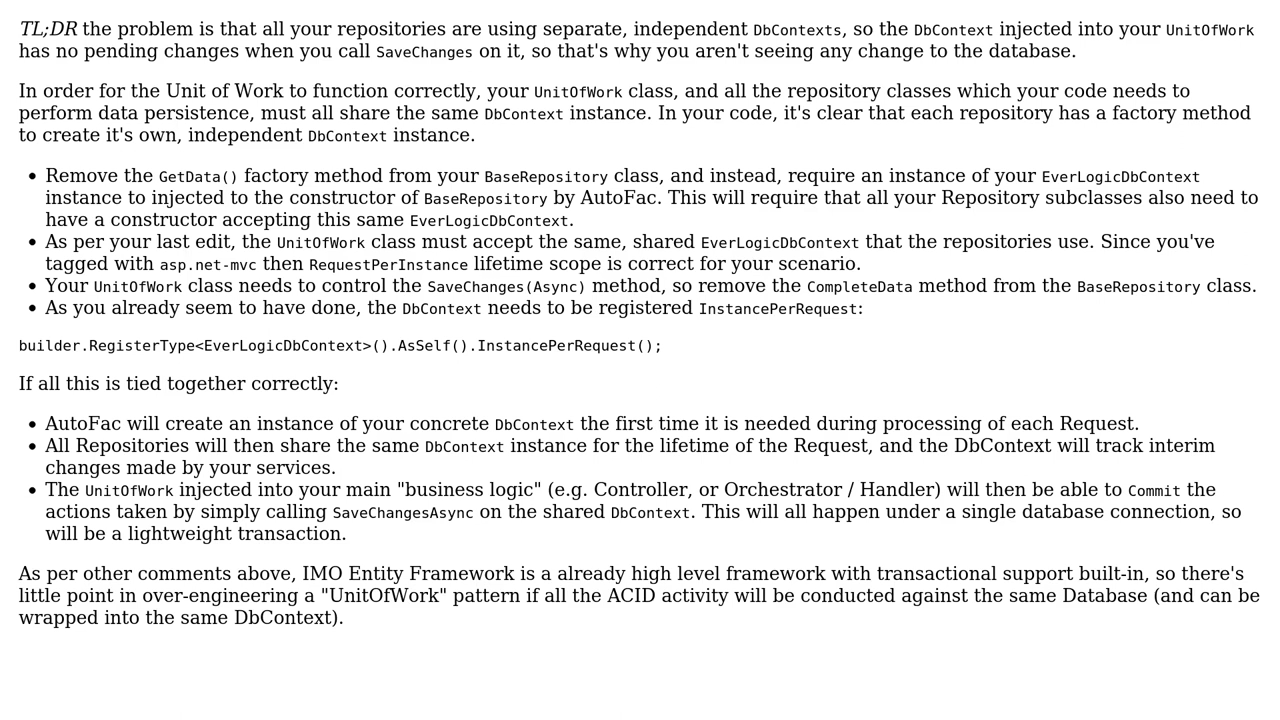 TL;DR the problem is that all your repositories are using separate, independent DbContexts, so the DbContext injected into your UnitOfWork
has no pending changes when you call SaveChanges on it, so that's why you aren't seeing any change to the database.
In order for the Unit of Work to function correctly, your UnitOfWork class, and all the repository classes which your code needs to
perform data persistence, must all share the same DbContext instance. In your code, it's clear that each repository has a factory method
to create it's own, independent DbContext instance.
• Remove the GetData() factory method from your BaseRepository class, and instead, require an instance of your EverLogicDbContext
instance to injected to the constructor of BaseRepository by AutoFac. This will require that all your Repository subclasses also need to
have a constructor accepting this same EverLogicDbContext.
• As per your last edit, the UnitOfWork class must accept the same, shared EverLogicDbContext that the repositories use. Since you've
tagged with asp.net-mvc then RequestPerInstance lifetime scope is correct for your scenario.
• Your UnitOfWork class needs to control the SaveChanges(Async) method, so remove the CompleteData method from the BaseRepository class.
• As you already seem to have done, the DbContext needs to be registered InstancePerRequest:
builder.RegisterType<EverLogicDbContext>().AsSelf().InstancePerRequest();
If all this is tied together correctly:
• AutoFac will create an instance of your concrete DbContext the first time it is needed during processing of each Request.
• All Repositories will then share the same DbContext instance for the lifetime of the Request, and the DbContext will track interim
changes made by your services.
• The UnitOfWork injected into your main "business logic" (e.g. Controller, or Orchestrator / Handler) will then be able to Commit the
actions taken by simply calling SaveChangesAsync on the shared DbContext. This will all happen under a single database connection, so
will be a lightweight transaction.
As per other comments above, IMO Entity Framework is a already high level framework with transactional support built-in, so there's
little point in over-engineering a "UnitOfWork" pattern if all the ACID activity will be conducted against the same Database (and can be
wrapped into the same DbContext).